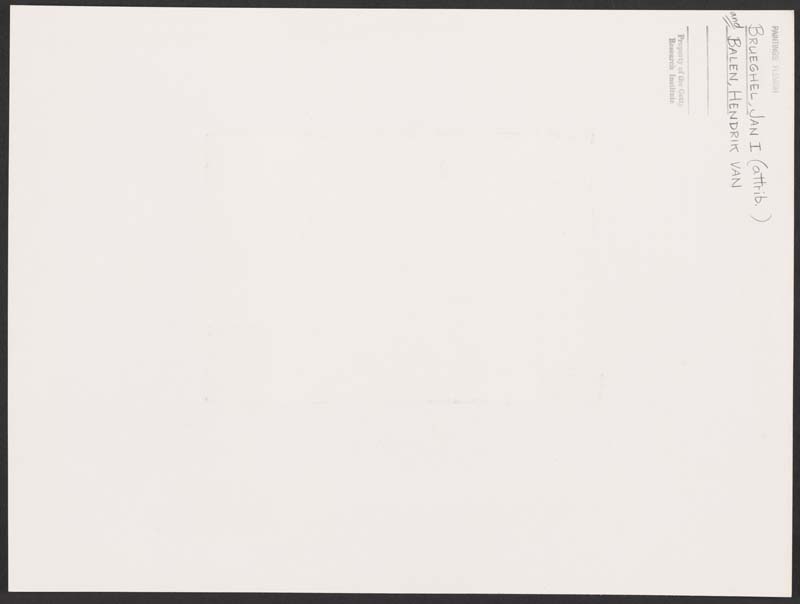 PAINTINGS FLEMISH
BRUEGHEL, JAN I (attrib.)
and BALEN, HENDRIK VAN
Property of the Getty
Research Institute